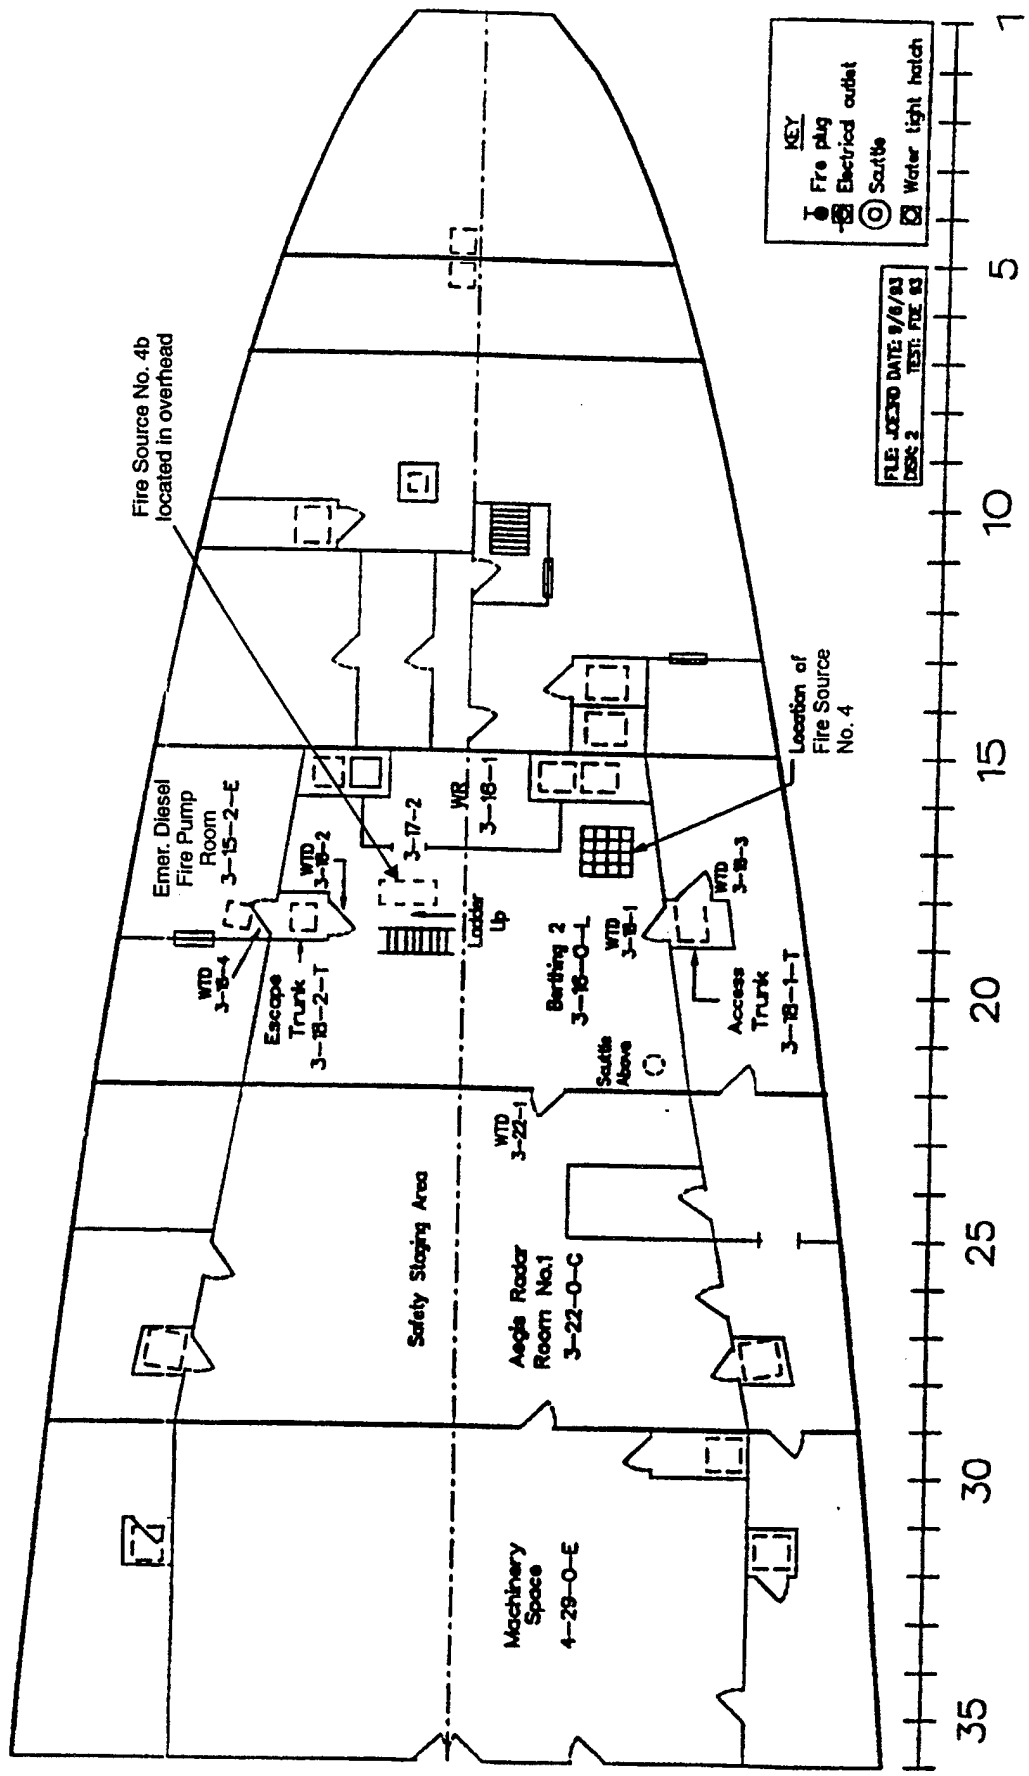 Fire Source No. 4b
located in overhead
Emer. Diesel
Fire Pump
Room
3-15-2-E
WTD
3-18-4
WTD
3-18-2
Escape
Trunk
3-18-2-T
3-17-2
WR
3-16-1
Ladder
Up
Berthing 2
3-16-0-L
WTD
3-18-1
WTD
3-18-3
Location of
Fire Source
No. 4
Access
Trunk
3-18-1-T
Scuttle
Above
WTD
3-22-1
Safety Staging Area
Aegis Radar
Room No.1
3-22-0-C
Machinery
Space
4-29-0-E
KEY
Fire plug
Electrical outlet
Scuttle
Water tight hatch
FILE: JOE3RD DATE: 9/6/93
DISK: 2 TEST: FDE 93
35
30
25
20
15
10
5
1